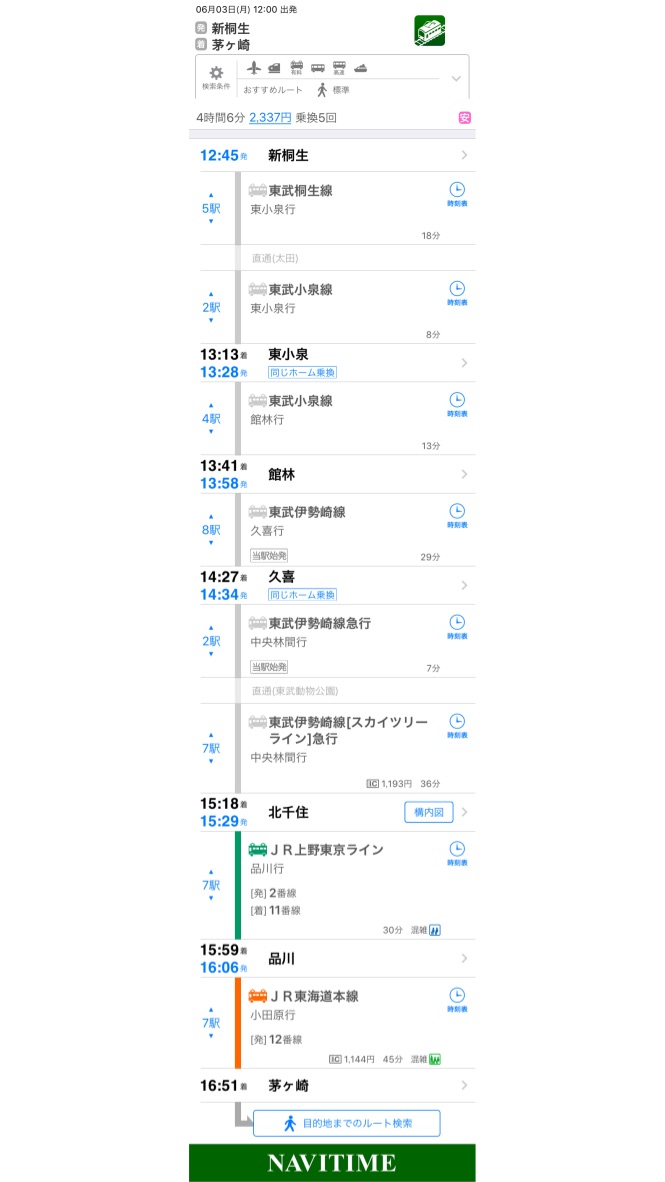 06月03日(月) 12:00 出発
発 新桐生
着 茅ヶ崎
検索条件
有料
高速
おすすめルート 標準
4時間6分 2,337円 乗換5回 安
12:45発 新桐生
東武桐生線
時刻表
5駅
東小泉行
18分
直通(太田)
東武小泉線
時刻表
2駅
東小泉行
8分
13:13着 東小泉
13:28発 同じホーム乗換
東武小泉線
時刻表
4駅
館林行
13分
13:41着 館林
13:58発
東武伊勢崎線
時刻表
8駅
久喜行
当駅始発 29分
14:27着 久喜
14:34発 同じホーム乗換
東武伊勢崎線急行
時刻表
2駅
中央林間行
当駅始発 7分
直通(東武動物公園)
東武伊勢崎線[スカイツリー
ライン]急行
時刻表
7駅
中央林間行
IC 1,193円 36分
15:18着 北千住 構内図
15:29発
ＪＲ上野東京ライン
時刻表
品川行
7駅
[発] 2番線
[着] 11番線
30分 混雑
15:59着 品川
16:06発
ＪＲ東海道本線
時刻表
小田原行
7駅
[発] 12番線
IC 1,144円 45分 混雑
16:51着 茅ヶ崎
目的地までのルート検索
NAVITIME